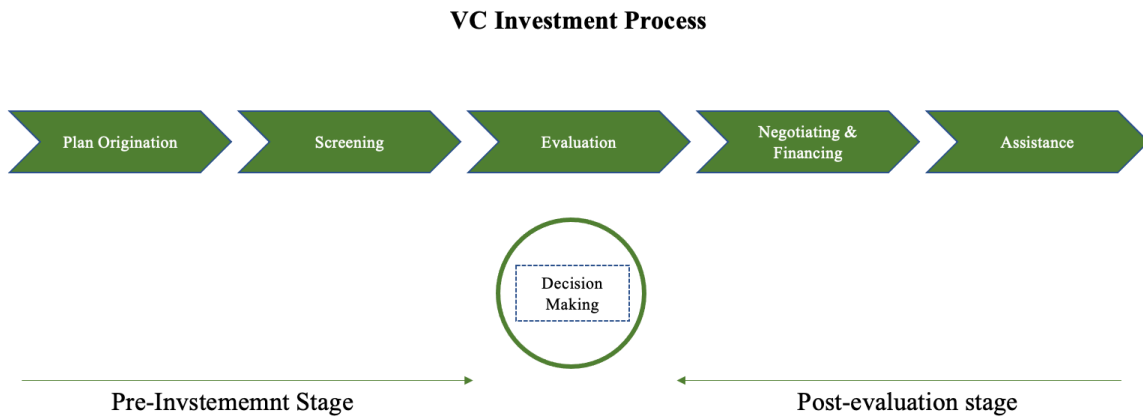 VC Investment Process
Plan Origination
Screening
Evaluation
Negotiating &
Financing
Assistance
Decision
Making
Pre-Invstememnt Stage
Post-evaluation stage